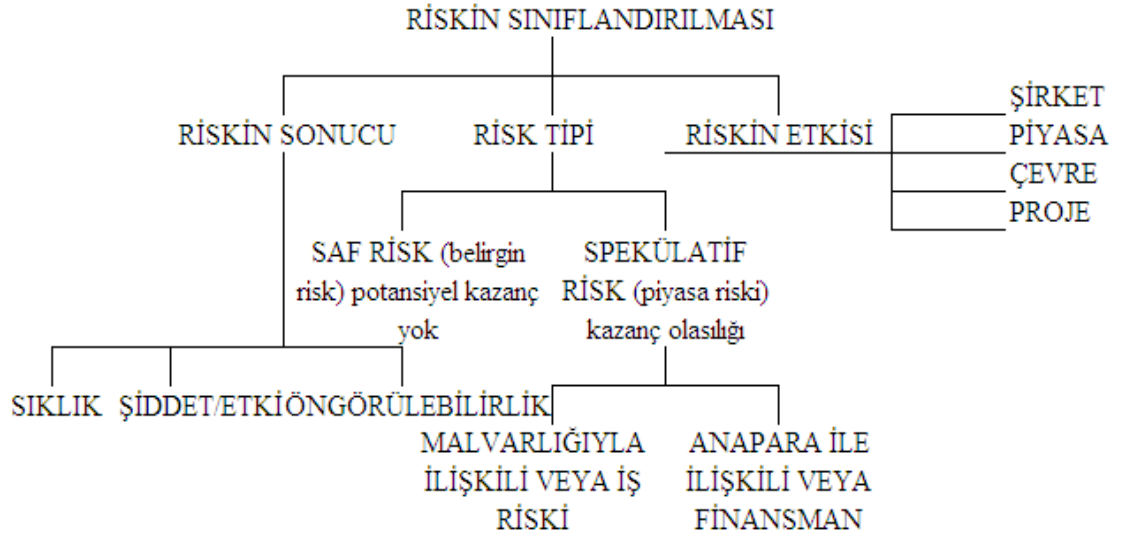 RİSKİN SINIFLANDIRILMASI
RİSKİN SONUCU
RİSK TİPİ
RİSKİN ETKİSİ
ŞİRKET
PİYASA
ÇEVRE
PROJE
SAF RİSK (belirgin
risk) potansiyel kazanç
yok
SPEKÜLATİF
RİSK (piyasa riski)
kazanç olasılığı
SIKLIK
ŞİDDET/ETKİ
ÖNGÖRÜLEBİLİRLİK
MALVARLIĞIYLA
İLİŞKİLİ VEYA İŞ
RİSKİ
ANAPARA İLE
İLİŞKİLİ VEYA
FİNANSMAN